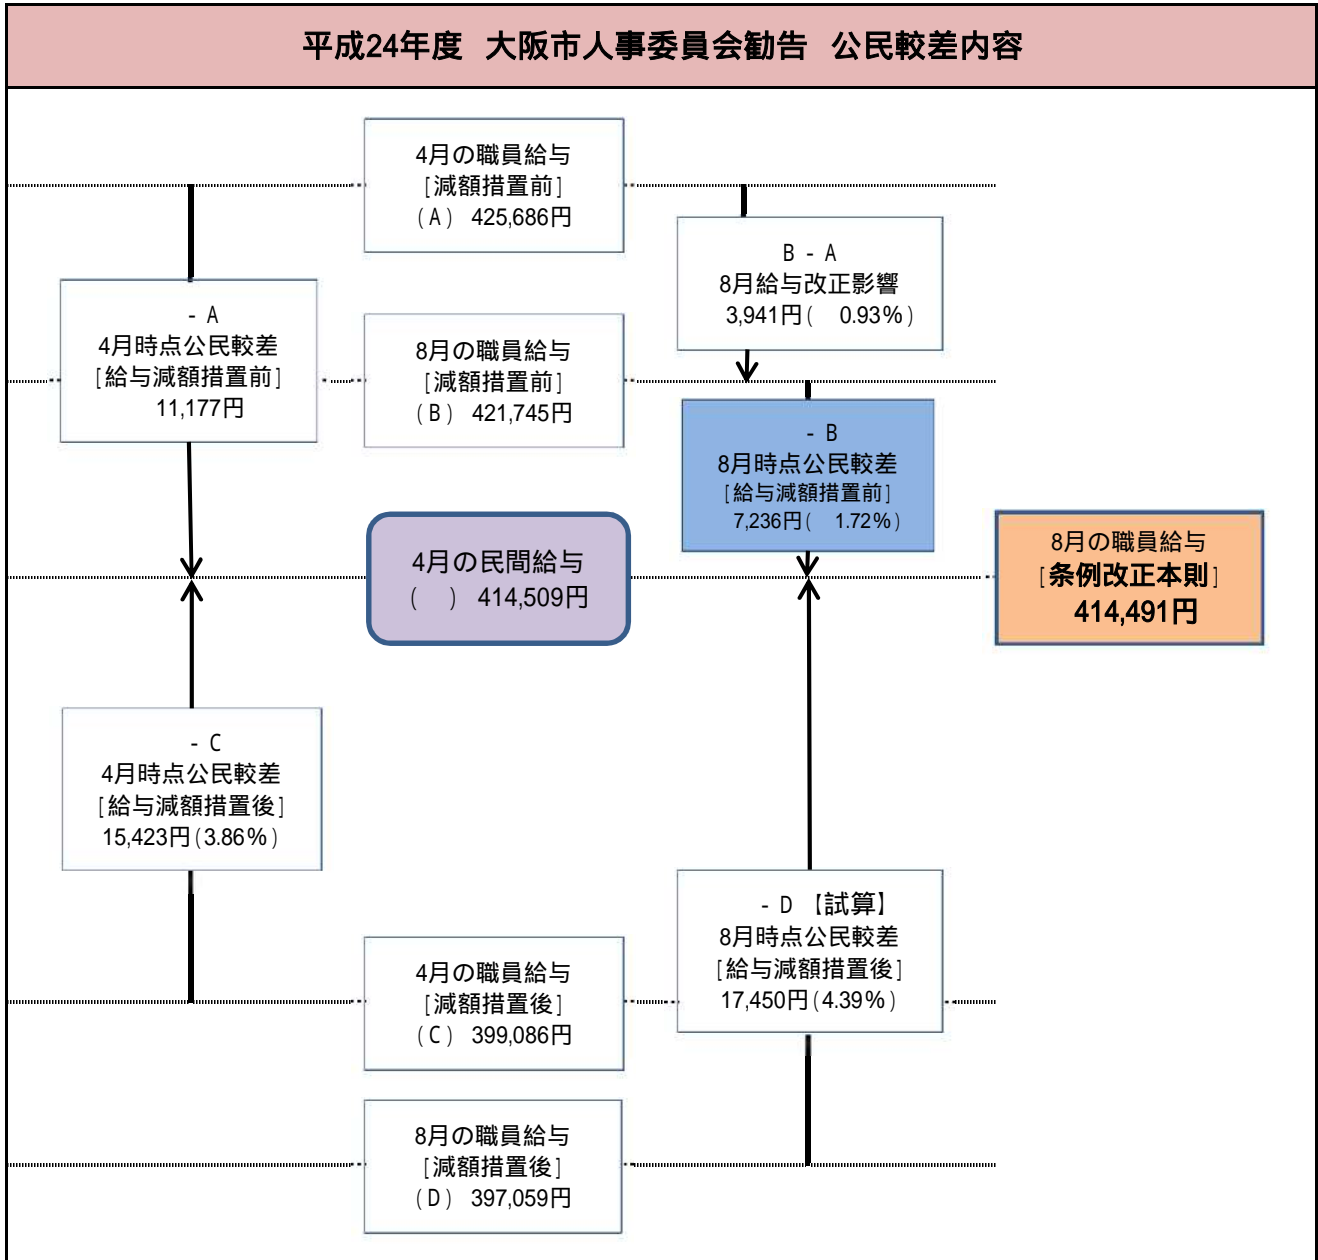 平成24年度 大阪市人事委員会勧告 公民較差内容
4月の職員給与
[減額措置前]
(A) 425,686円
B - A
8月給与改正影響
3,941円( 0.93%)
- A
4月時点公民較差
[給与減額措置前]
11,177円
8月の職員給与
[減額措置前]
(B) 421,745円
- B
8月時点公民較差
[給与減額措置前]
7,236円( 1.72%)
4月の民間給与
( ) 414,509円
8月の職員給与
[条例改正本則]
414,491円
- C
4月時点公民較差
[給与減額措置後]
15,423円(3.86%)
- D 【試算】
8月時点公民較差
[給与減額措置後]
17,450円(4.39%)
4月の職員給与
[減額措置後]
(C) 399,086円
8月の職員給与
[減額措置後]
(D) 397,059円